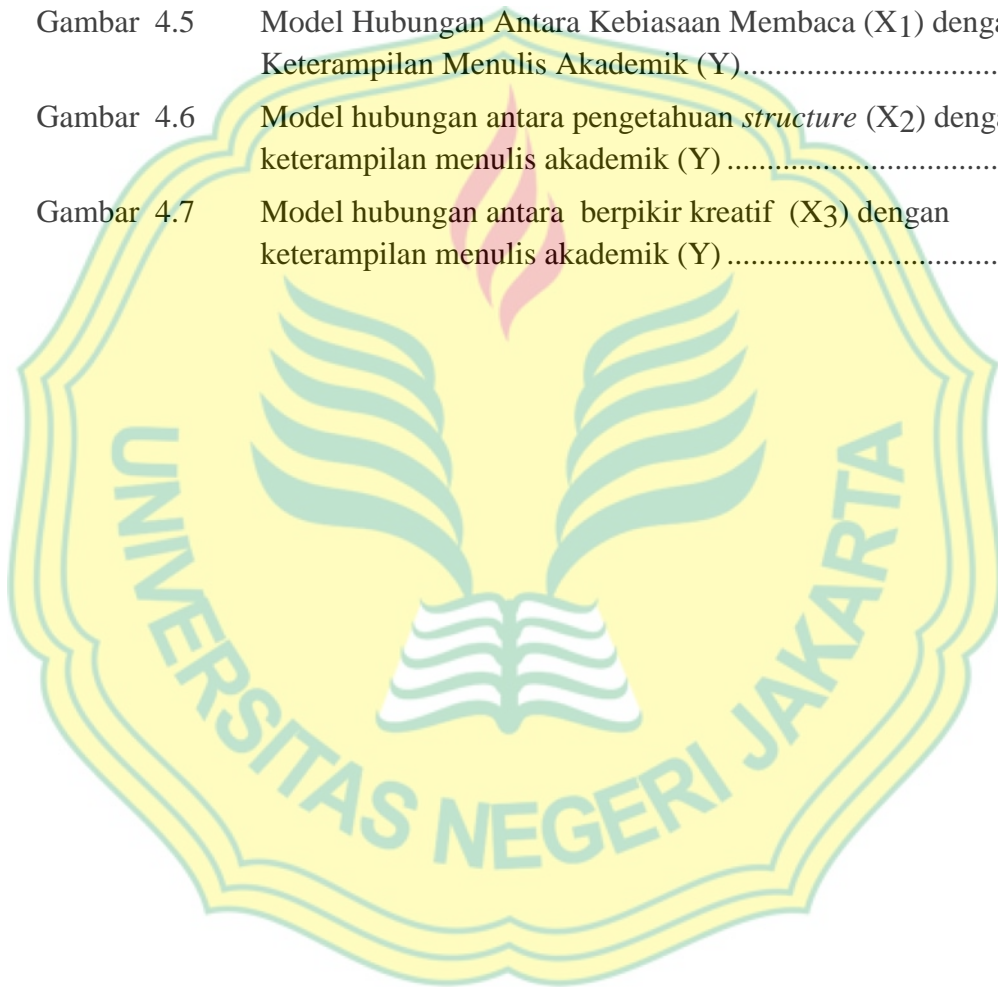 Gambar 4.5 Model Hubungan Antara Kebiasaan Membaca (X1)
Keterampilan Menulis Akademik (Y)....................................
Gambar 4.6 Model hubungan antara pengetahuan structure (X2)
keterampilan menulis akademik (Y) ....................................
Gambar 4.7 Model hubungan antara berpikir kreatif (X3) dengan
keterampilan menulis akademik (Y) ....................................
UNIVERSITAS NEGERI JAKARTA